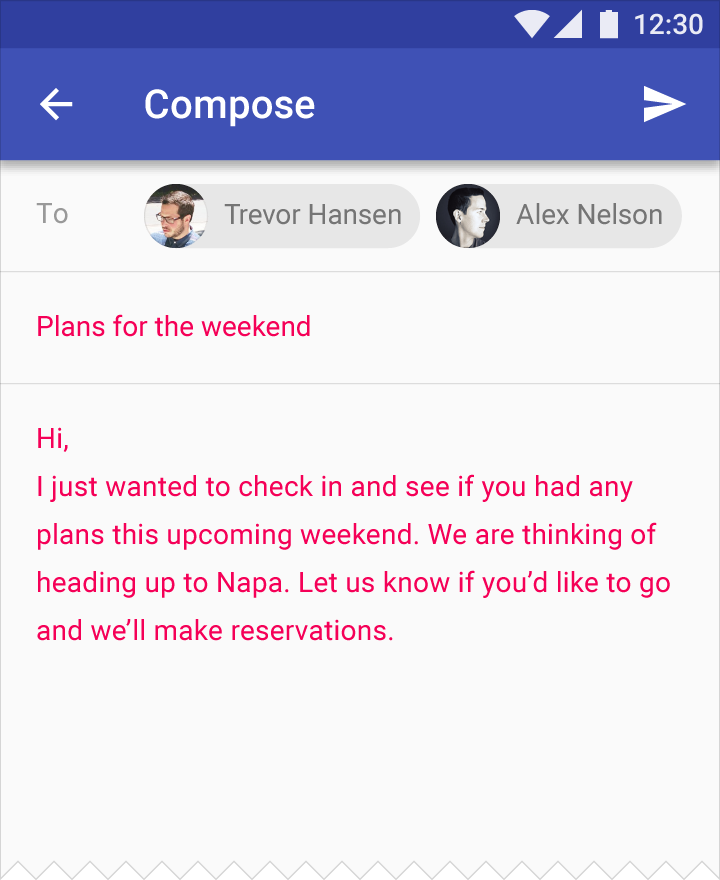 12:30
Compose
To Trevor Hansen Alex Nelson
Plans for the weekend
Hi,
I just wanted to check in and see if you had any
plans this upcoming weekend. We are thinking of
heading up to Napa. Let us know if you’d like to go
and we’ll make reservations.